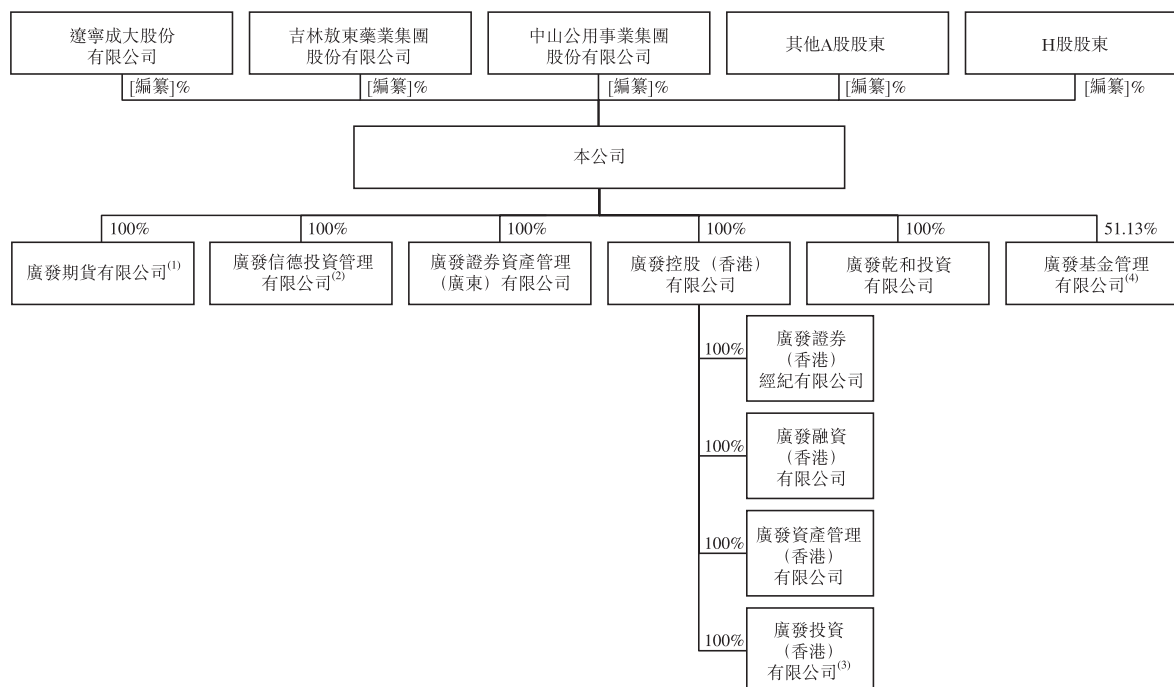 遼寧成大股份
有限公司
吉林敖東藥業集團
股份有限公司
中山公用事業集團
股份有限公司
其他A股股東
H股股東
[編纂]%
[編纂]%
[編纂]%
[編纂]%
[編纂]%
本公司
100%
100%
100%
100%
100%
51.13%
廣發期貨有限公司(1)
廣發信德投資管理
有限公司(2)
廣發證券資產管理
（廣東）有限公司
廣發控股（香港）
有限公司
廣發乾和投資
有限公司
廣發基金管理
有限公司(4)
100%
廣發證券
（香港）
經紀有限公司
100%
廣發融資
（香港）
有限公司
100%
廣發資產管理
（香港）
有限公司
100%
廣發投資
（香港）
有限公司(3)